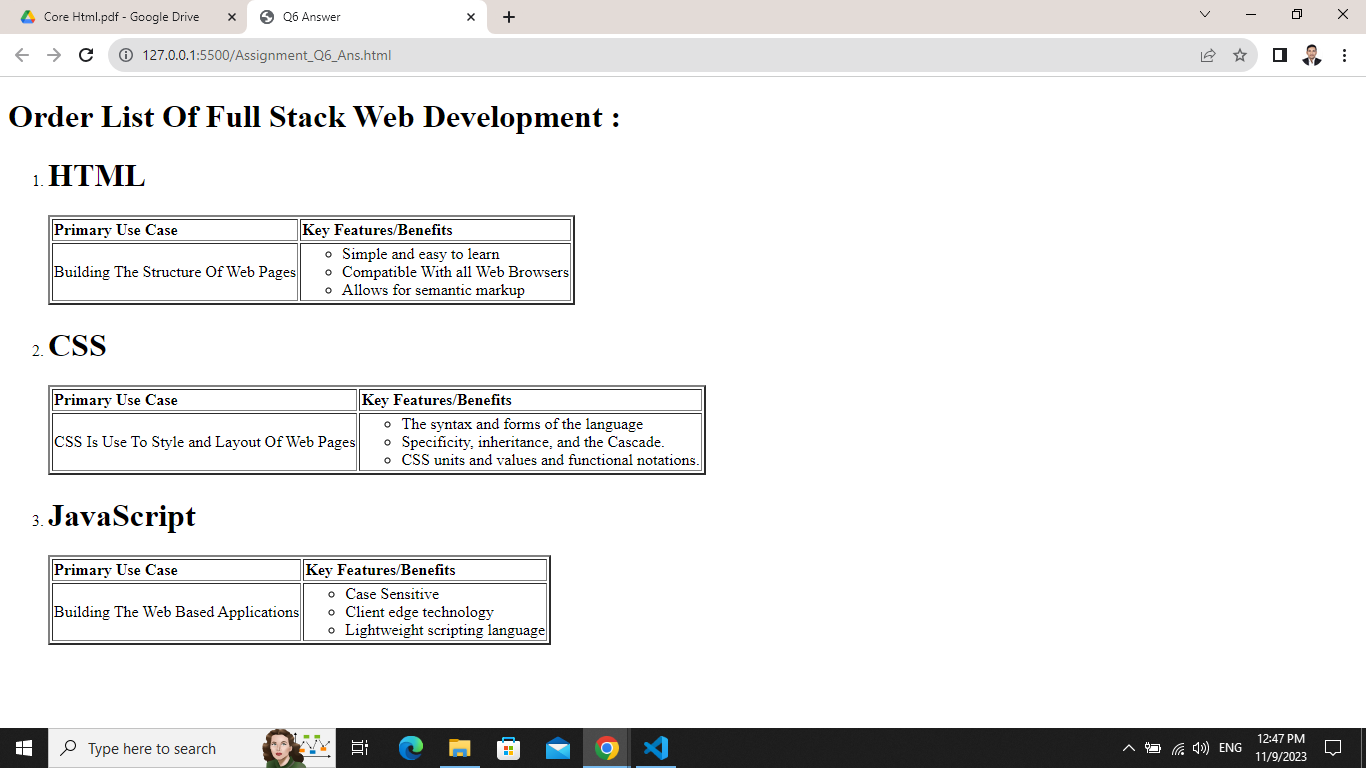 Core Html.pdf - Google Drive
Q6 Answer
127.0.0.1:5500/Assignment_Q6_Ans.html
Order List Of Full Stack Web Development :
1. HTML
Primary Use Case Key Features/Benefits
Building The Structure Of Web Pages
Simple and easy to learn
Compatible With all Web Browsers
Allows for semantic markup
2. CSS
Primary Use Case Key Features/Benefits
CSS Is Use To Style and Layout Of Web Pages
The syntax and forms of the language
Specificity, inheritance, and the Cascade.
CSS units and values and functional notations.
3. JavaScript
Primary Use Case Key Features/Benefits
Building The Web Based Applications
Case Sensitive
Client edge technology
Lightweight scripting language
Type here to search
ENG
12:47 PM
11/9/2023